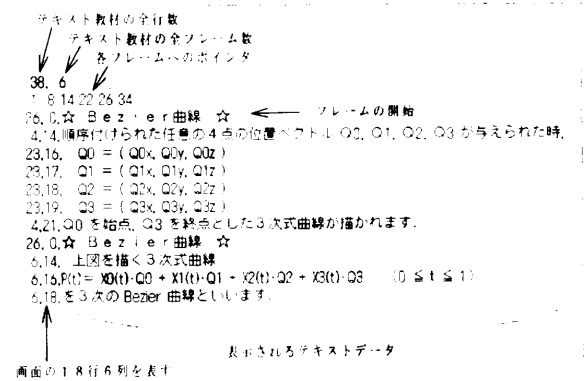 テキスト教材の全行数
テキスト教材の全フレーム数
各フレームへのポインタ
38, 6
1 8 14 22 26 34
26, 0,☆ Bezier曲線 ☆ フレームの開始
4,14,順序付けられた任意の4点の位置ベクトル Q0, Q1, Q2, Q3 が与えられた時,
23,16, Q0 = ( Q0x, Q0y, Q0z )
23,17, Q1 = ( Q1x, Q1y, Q1z )
23,18, Q2 = ( Q2x, Q2y, Q2z )
23,19, Q3 = ( Q3x, Q3y, Q3z )
4,21,Q0 を始点, Q3 を終点とした3次式曲線が描かれます.
26, 0,☆ Bezier曲線 ☆
6,14, 上図を描く3次式曲線
6,16,P(t)= X0(t)·Q0 + X1(t)·Q1 + X2(t)·Q2 + X3(t)·Q3 (0 ≦ t ≦ 1)
6,18,を3次の Bezier 曲線といいます.
表示されるテキストデータ
画面の18行6列を表す